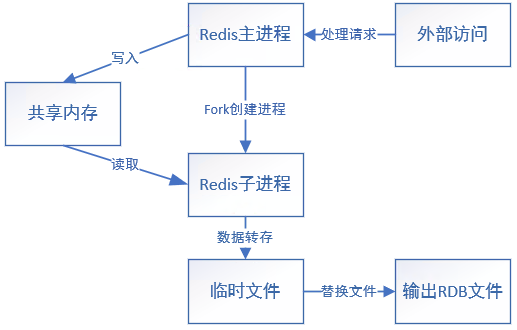 Redis主进程
处理请求
外部访问
写入
共享内存
Fork创建进程
读取
Redis子进程
数据转存
临时文件
替换文件
输出RDB文件